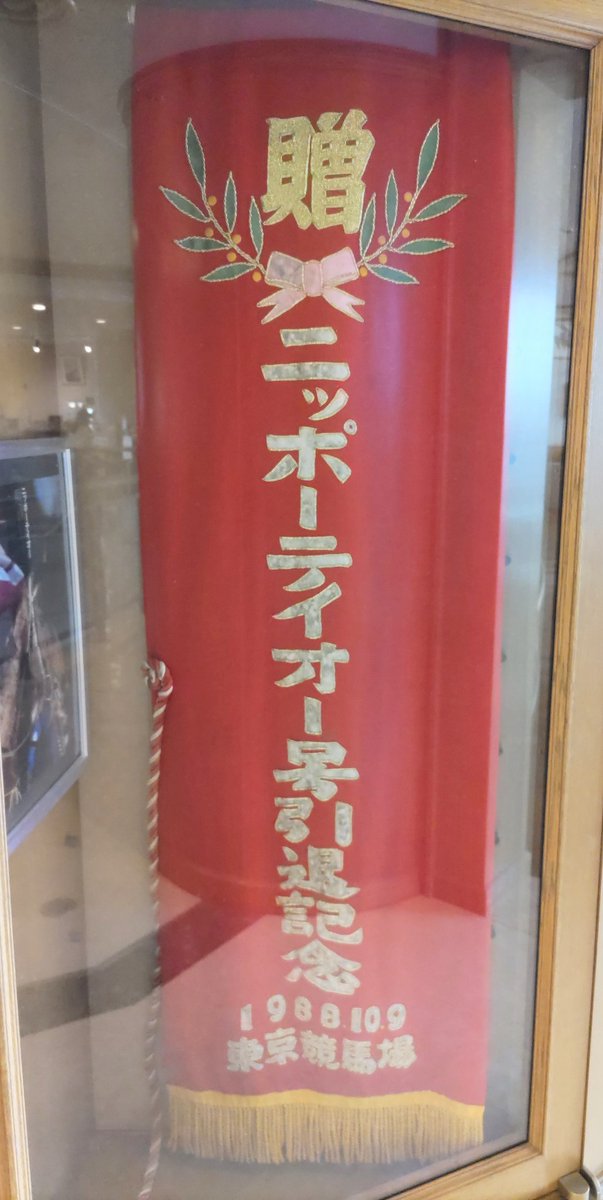 贈
ニッポーテイオー号引退記念
1988.10.9
東京競馬場